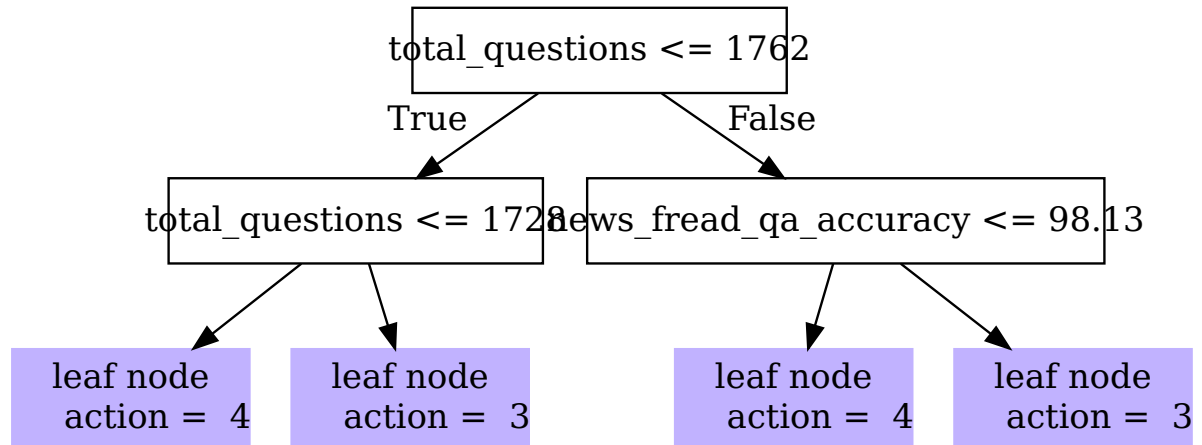 total_questions <= 1762
True
False
total_questions <= 1728
news_fread_qa_accuracy <= 98.13
leaf node
action = 4
leaf node
action = 3
leaf node
action = 4
leaf node
action = 3